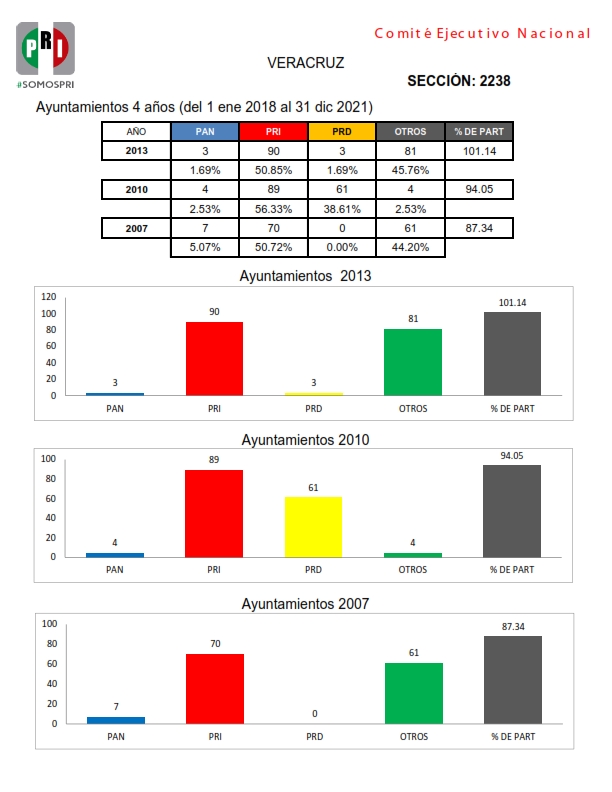 Comité Ejecutivo Nacional
PRI
#SOMOSPRI
VERACRUZ
SECCIÓN: 2238
Ayuntamientos 4 años (del 1 ene 2018 al 31 dic 2021)
AÑO PAN PRI PRD OTROS % DE PART
2013 3 90 3 81 101.14
1.69% 50.85% 1.69% 45.76%
2010 4 89 61 4 94.05
2.53% 56.33% 38.61% 2.53%
2007 7 70 0 61 87.34
5.07% 50.72% 0.00% 44.20%
Ayuntamientos 2013
120
100
80
60
40
20
0
3 90 3 81 101.14
PAN PRI PRD OTROS % DE PART
Ayuntamientos 2010
100
80
60
40
20
0
4 89 61 4 94.05
PAN PRI PRD OTROS % DE PART
Ayuntamientos 2007
100
80
60
40
20
0
7 70 0 61 87.34
PAN PRI PRD OTROS % DE PART